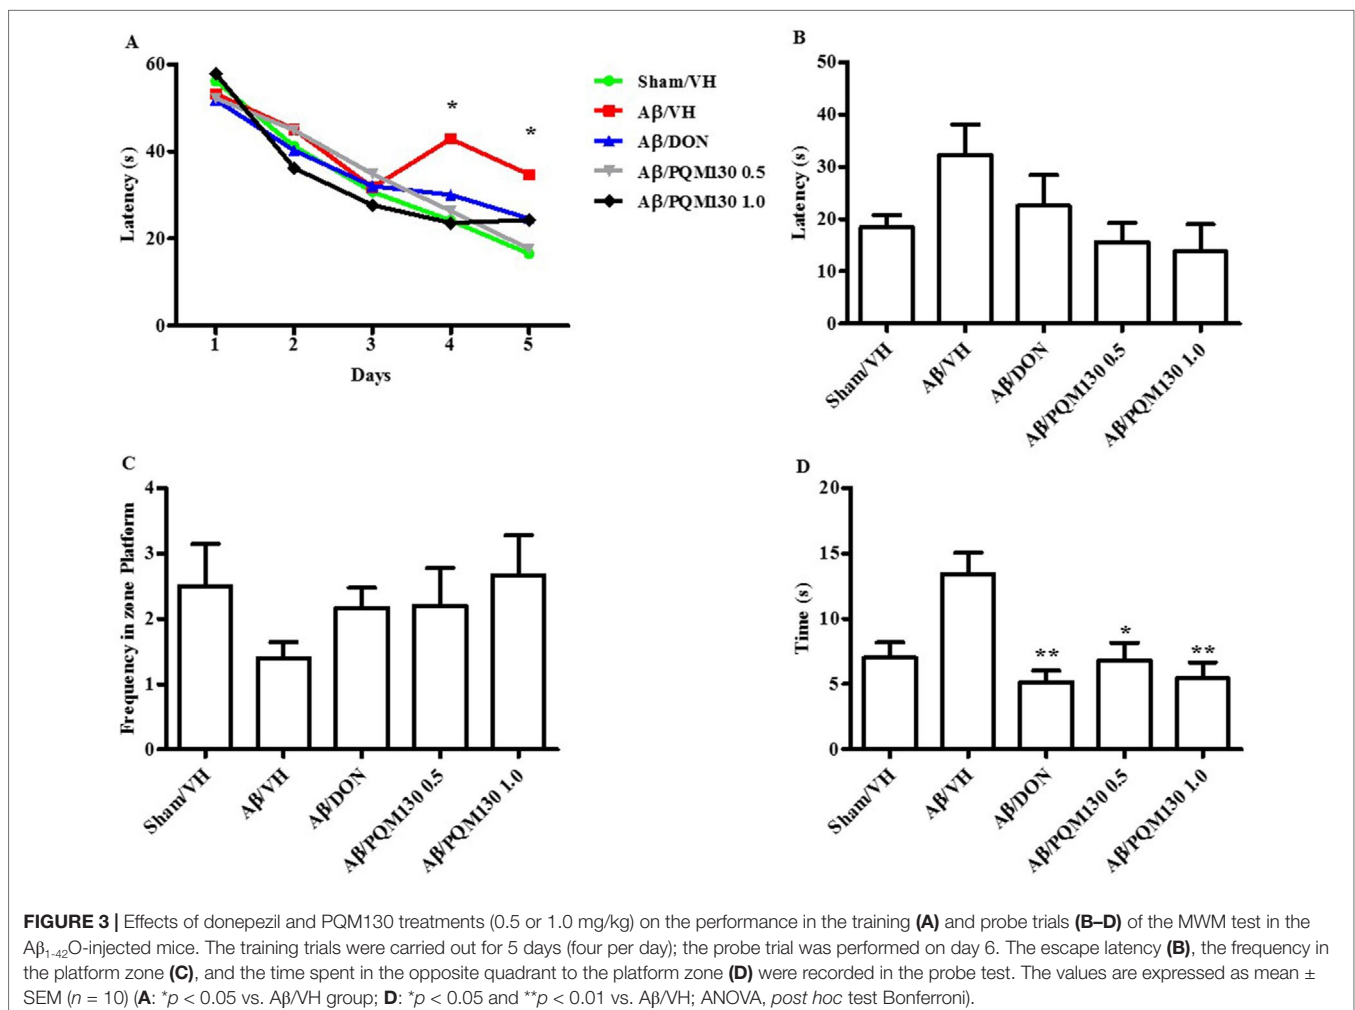 A
60
40
20
0
Latency (s)
1 2 3 4 5
Days
*
*
Sham/VH
Aβ/VH
Aβ/DON
Aβ/PQM130 0.5
Aβ/PQM130 1.0
B
50
40
30
20
10
0
Latency (s)
Sham/VH
Aβ/VH
Aβ/DON
Aβ/PQM130 0.5
Aβ/PQM130 1.0
C
4
3
2
1
0
Frequency in zone Platform
Sham/VH
Aβ/VH
Aβ/DON
Aβ/PQM130 0.5
Aβ/PQM130 1.0
D
20
15
10
5
0
Time (s)
**
*
**
Sham/VH
Aβ/VH
Aβ/DON
Aβ/PQM130 0.5
Aβ/PQM130 1.0
FIGURE 3 | Effects of donepezil and PQM130 treatments (0.5 or 1.0 mg/kg) on the performance in the training (A) and probe trials (B–D) of the MWM test in the
Aβ1-42O-injected mice. The training trials were carried out for 5 days (four per day); the probe trial was performed on day 6. The escape latency (B), the frequency in
the platform zone (C), and the time spent in the opposite quadrant to the platform zone (D) were recorded in the probe test. The values are expressed as mean ±
SEM (n = 10) (A: *p < 0.05 vs. Aβ/VH group; D: *p < 0.05 and **p < 0.01 vs. Aβ/VH; ANOVA, post hoc test Bonferroni).